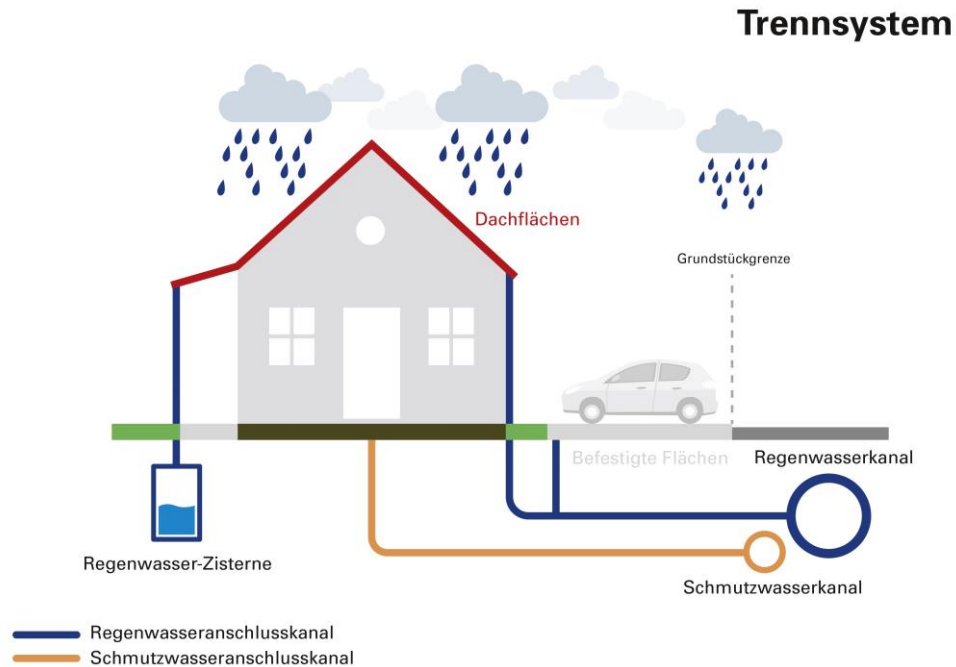 Trennsystem
Dachflächen
Grundstückgrenze
Befestigte Flächen
Regenwasserkanal
Regenwasser-Zisterne
Schmutzwasserkanal
Regenwasseranschlusskanal
Schmutzwasseranschlusskanal